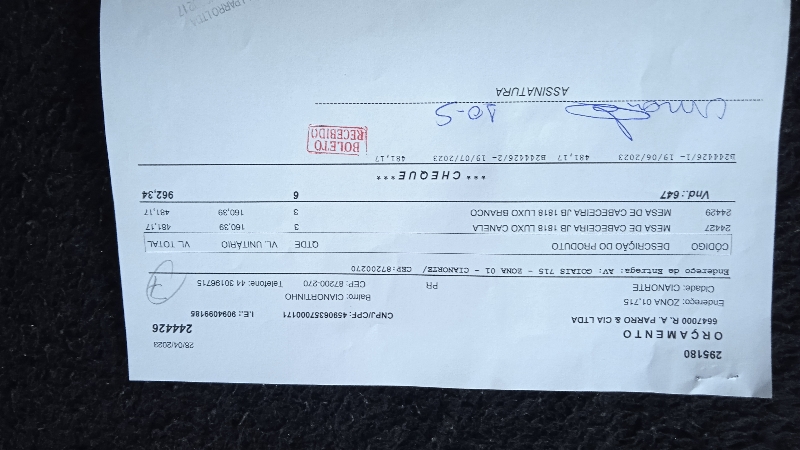 295180
28/04/2023
ORÇAMENTO
244426
6647000 R. A. PARRO & CIA LTDA
CNPJ/CPF: 45906357000171 I.E.: 9094099185
Endereço: ZONA 01,715
Bairro: CIANORTINHO
Cidade: CIANORTE PR CEP: 87200-270 Telefone: 44 30196715
Endereço de Entrega: AV: GOIAIS 715 - ZONA 01 - CIANORTE/ CEP-87200270
CÓDIGO DESCRIÇÃO DO PRODUTO QTDE VL. UNITÁRIO VL. TOTAL
24427 MESA DE CABECEIRA JB 1818 LUXO CANELA 3 160,39 481,17
24429 MESA DE CABECEIRA JB 1818 LUXO BRANCO 3 160,39 481,17
Vnd.: 647 6 962,34
*** CHEQUE ***
B244426/1- 19/06/2023 481,17 B244426/2- 19/07/2023 481,17
BOLETO
RECEBIDO
10-5
ASSINATURA
PARRO LTDA